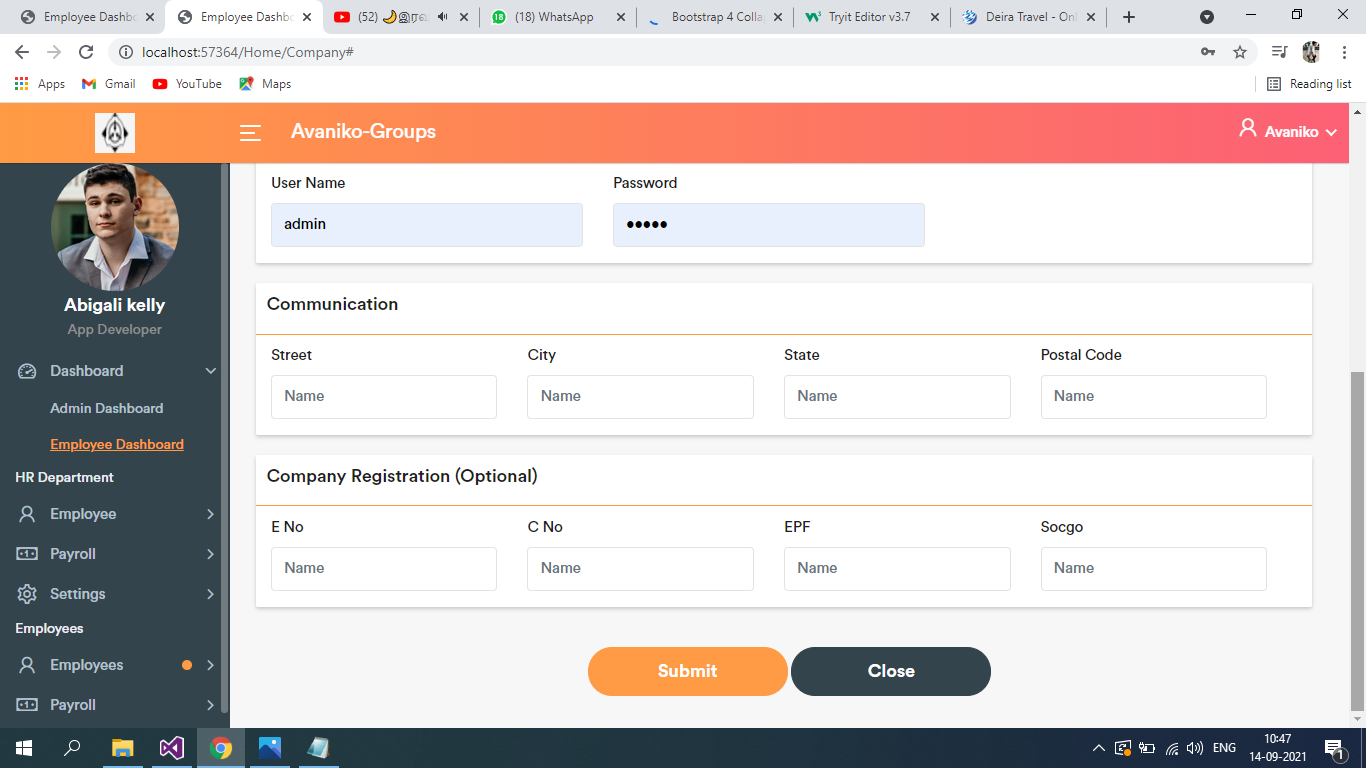 Employee Dashb
Employee Dashb
(52) 🌙இரவ
(18) WhatsApp
Bootstrap 4 Colla
Tryit Editor v3.7
Deira Travel - Onl
localhost:57364/Home/Company#
Apps
Gmail
YouTube
Maps
Reading list
Avaniko-Groups
Avaniko
Abigali kelly
App Developer
Dashboard
Admin Dashboard
Employee Dashboard
HR Department
Employee
Payroll
Settings
Employees
Employees
Payroll
User Name
Password
admin
•••••
Communication
Street
City
State
Postal Code
Name
Name
Name
Name
Company Registration (Optional)
E No
C No
EPF
Socgo
Name
Name
Name
Name
Submit
Close
ENG
10:47
14-09-2021
1